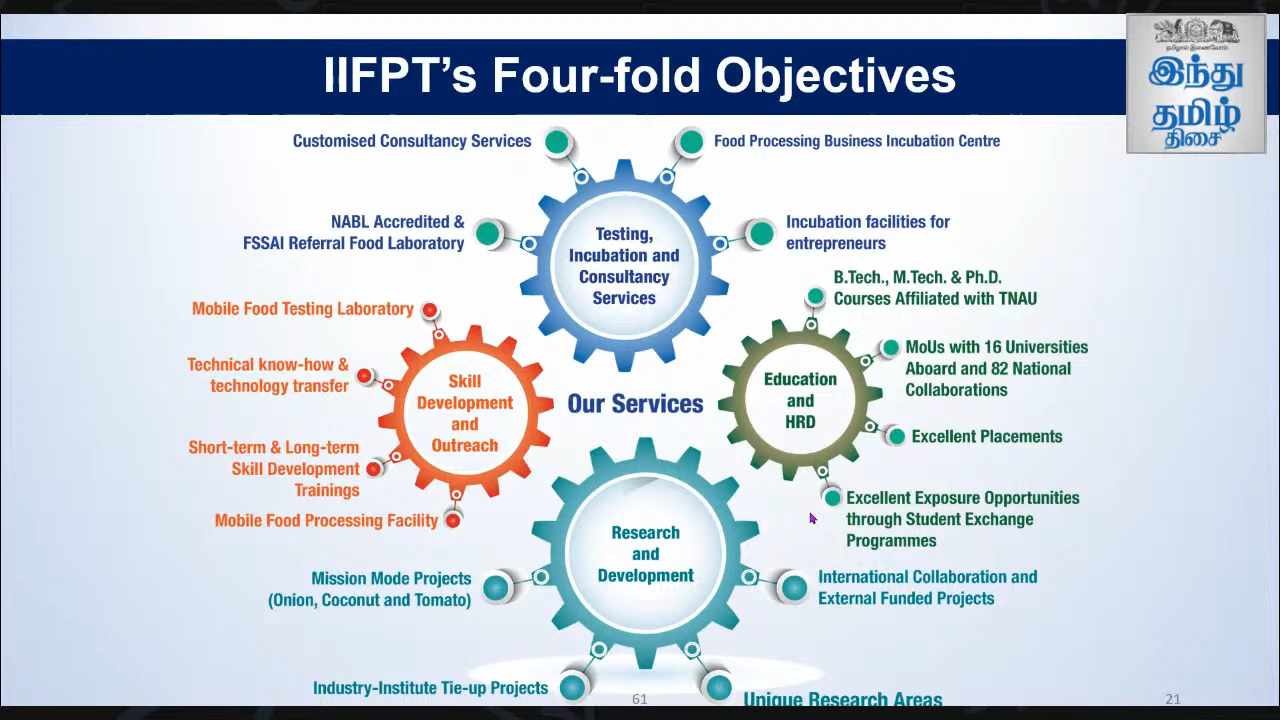 IIFPT’s Four-fold Objectives
தமிழால் இணைவோம்
இந்து
தமிழ்
திசை
Customised Consultancy Services
Food Processing Business Incubation Centre
NABL Accredited &
FSSAI Referral Food Laboratory
Testing,
Incubation and
Consultancy
Services
Incubation facilities for
entrepreneurs
Mobile Food Testing Laboratory
Technical know-how &
technology transfer
Short-term & Long-term
Skill Development
Trainings
Mobile Food Processing Facility
Skill
Development
and
Outreach
Our Services
Education
and
HRD
B.Tech., M.Tech. & Ph.D.
Courses Affiliated with TNAU
MoUs with 16 Universities
Aboard and 82 National
Collaborations
Excellent Placements
Excellent Exposure Opportunities
through Student Exchange
Programmes
Research
and
Development
Mission Mode Projects
(Onion, Coconut and Tomato)
International Collaboration and
External Funded Projects
Industry-Institute Tie-up Projects
Unique Research Areas
61
21